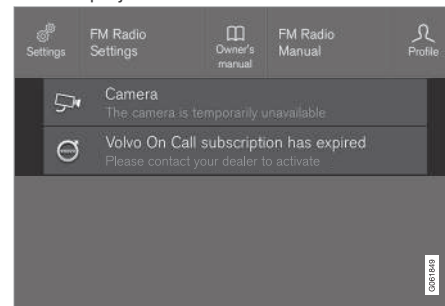 Settings
FM Radio
Settings
Owner's
manual
FM Radio
Manual
Profile
Camera
The camera is temporarily unavailable
Volvo On Call subscription has expired
Please contact your dealer to activate
G061849